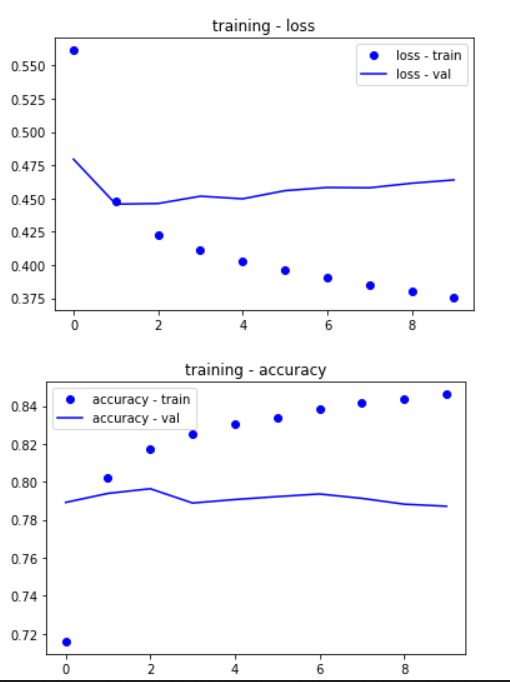 training - loss
loss - train
loss - val
0.550
0.525
0.500
0.475
0.450
0.425
0.400
0.375
0 2 4 6 8
training - accuracy
accuracy - train
accuracy - val
0.84
0.82
0.80
0.78
0.76
0.74
0.72
0 2 4 6 8